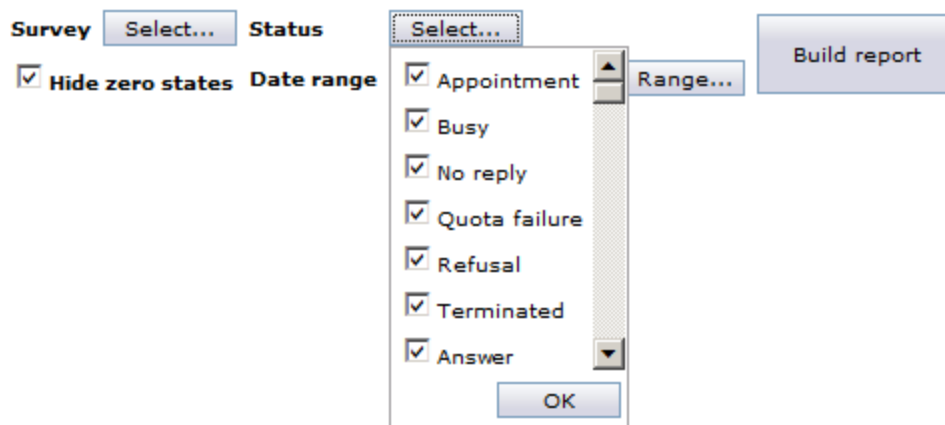 Survey Select... Status Select... Build report
Hide zero states Date range Range...
Appointment
Busy
No reply
Quota failure
Refusal
Terminated
Answer
OK